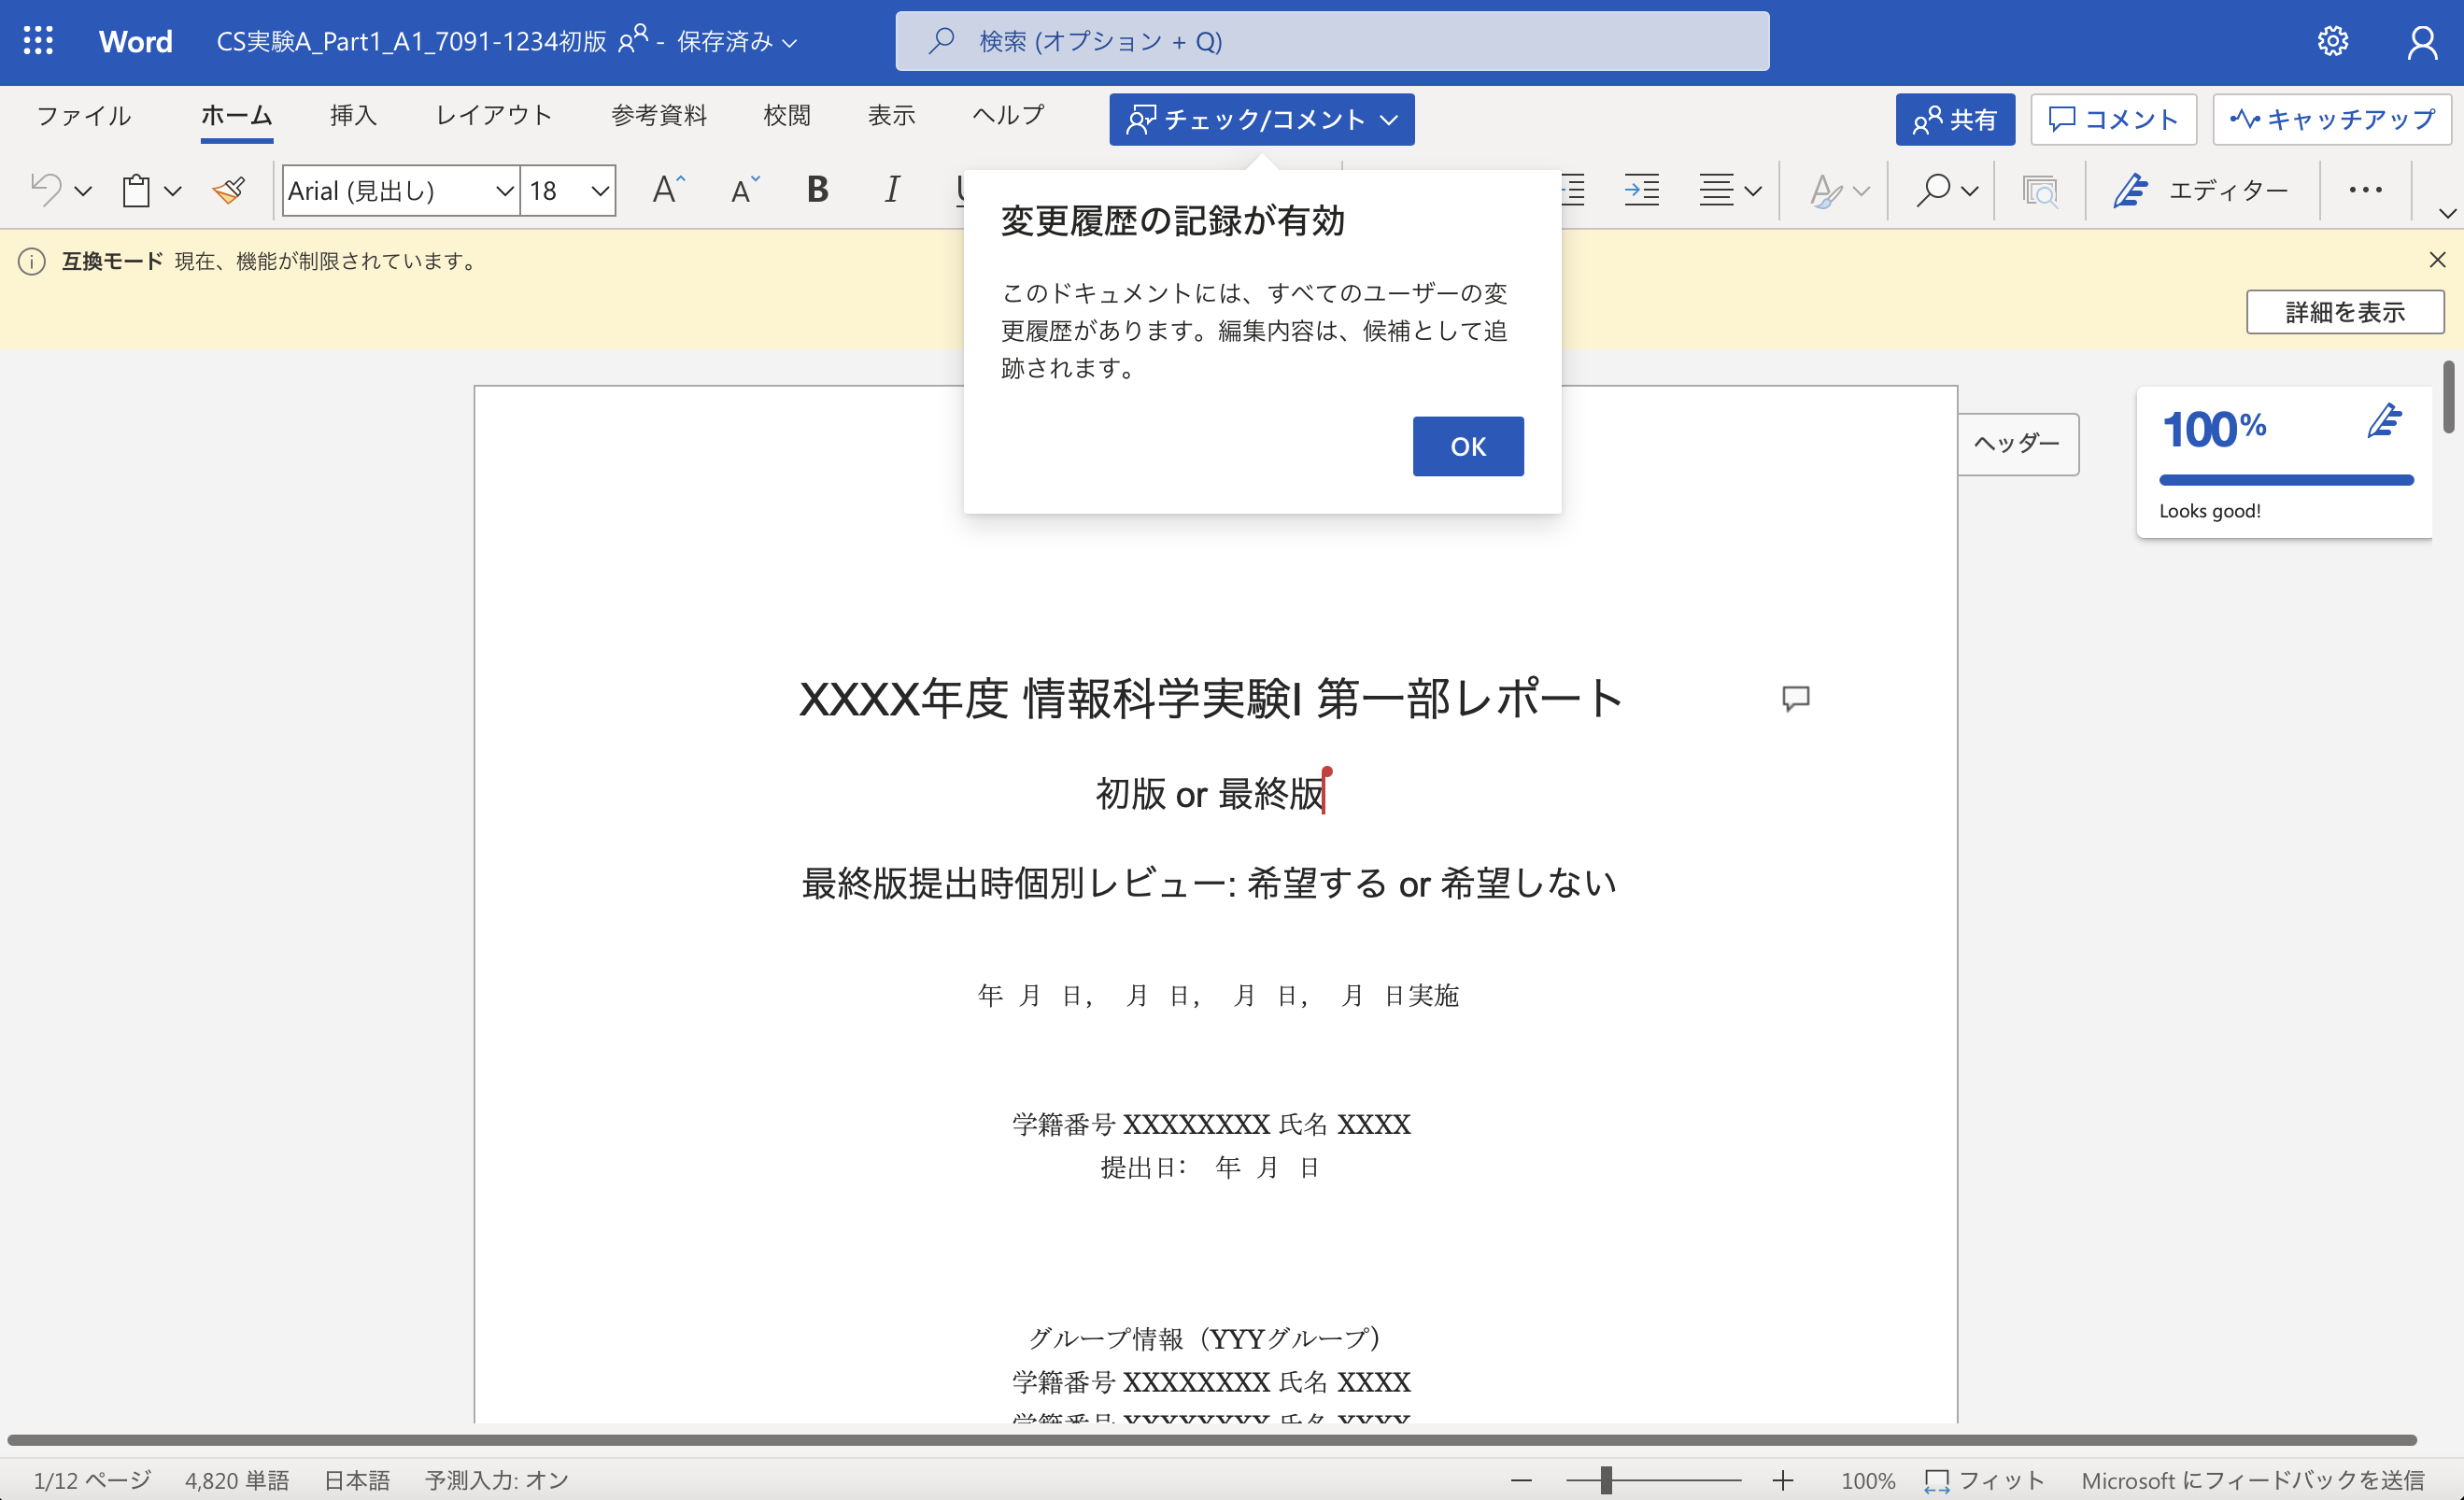 Word CS実験A_Part1_A1_7091-1234初版 - 保存済み 検索 (オプション + Q)
ファイル ホーム 挿入 レイアウト 参考資料 校閲 表示 ヘルプ チェック/コメント 共有 コメント キャッチアップ
Arial (見出し) 18 A A B I エディター
互換モード 現在、機能が制限されています。
詳細を表示
変更履歴の記録が有効
このドキュメントには、すべてのユーザーの変
更履歴があります。編集内容は、候補として追
跡されます。
OK
ヘッダー
100%
Looks good!
XXXX年度 情報科学実験I 第一部レポート
初版 or 最終版
最終版提出時個別レビュー: 希望する or 希望しない
年 月 日, 月 日, 月 日, 月 日実施
学籍番号 XXXXXXXX 氏名 XXXX
提出日: 年 月 日
グループ情報（YYYグループ）
学籍番号 XXXXXXXX 氏名 XXXX
学籍番号 XXXXXXXX 氏名 XXXX
1/12 ページ 4,820 単語 日本語 予測入力: オン 100% フィット Microsoft にフィードバックを送信